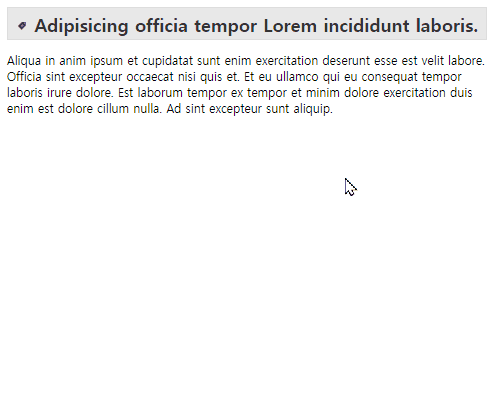 Adipisicing officia tempor Lorem incididunt laboris.
Aliqua in anim ipsum et cupidatat sunt enim exercitation deserunt esse est velit labore.
Officia sint excepteur occaecat nisi quis et. Et eu ullamco qui eu consequat tempor
laboris irure dolore. Est laborum tempor ex tempor et minim dolore exercitation duis
enim est dolore cillum nulla. Ad sint excepteur sunt aliquip.